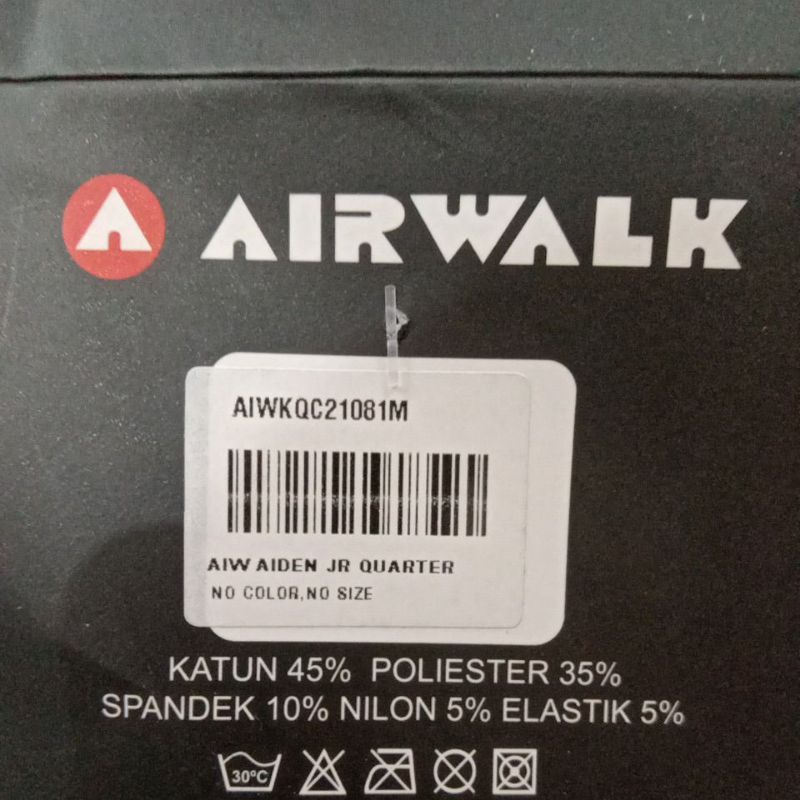 AIRWALK
AIWKQC21081M
AIW AIDEN JR QUARTER
NO COLOR,NO SIZE
KATUN 45% POLIESTER 35%
SPANDEK 10% NILON 5% ELASTIK 5%
30°C